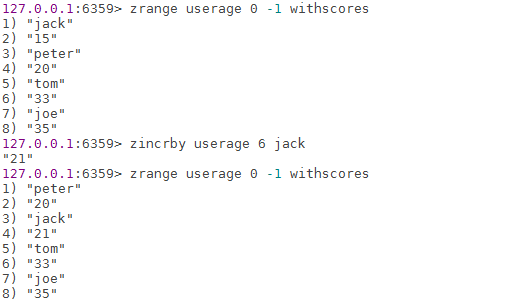 127.0.0.1:6359> zrange userage 0 -1 withscores
1) "jack"
2) "15"
3) "peter"
4) "20"
5) "tom"
6) "33"
7) "joe"
8) "35"
127.0.0.1:6359> zincrby userage 6 jack
"21"
127.0.0.1:6359> zrange userage 0 -1 withscores
1) "peter"
2) "20"
3) "jack"
4) "21"
5) "tom"
6) "33"
7) "joe"
8) "35"